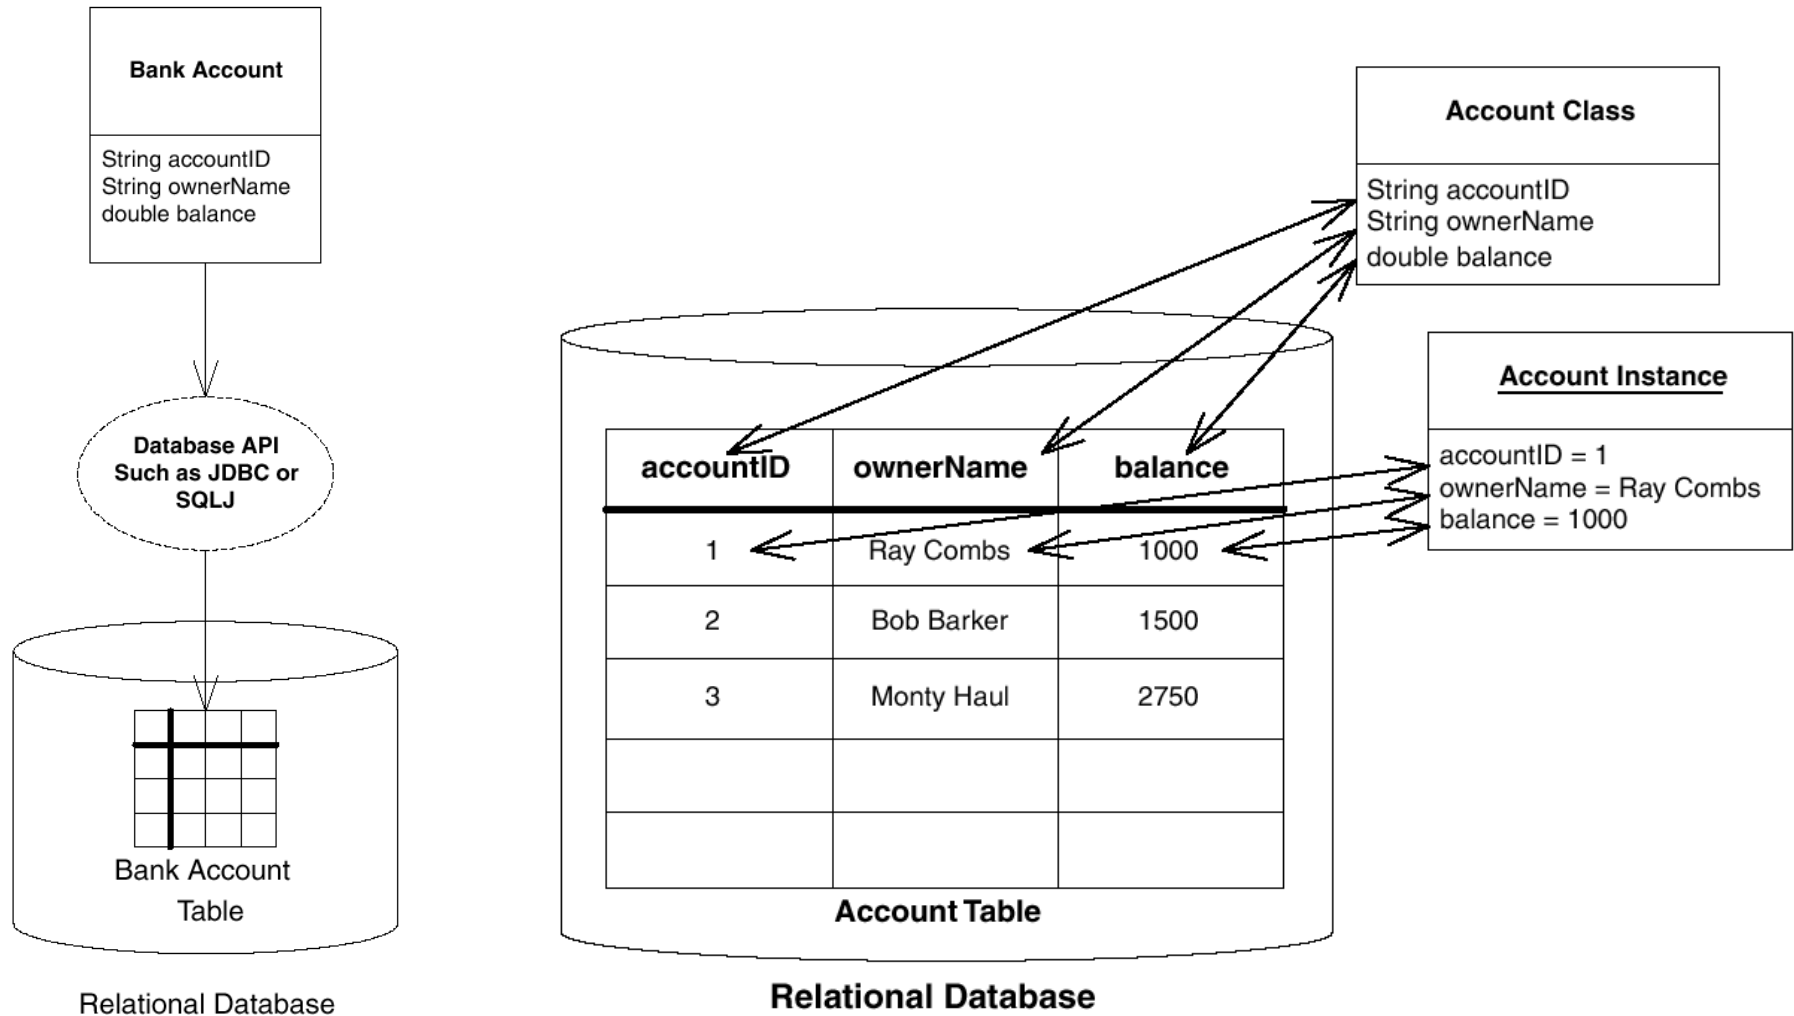 Bank Account
String accountID
String ownerName
double balance
Database API
Such as JDBC or
SQLJ
Bank Account
Table
Relational Database
Account Class
String accountID
String ownerName
double balance
Account Instance
accountID = 1
ownerName = Ray Combs
balance = 1000
accountID ownerName balance
1 Ray Combs 1000
2 Bob Barker 1500
3 Monty Haul 2750
Account Table
Relational Database